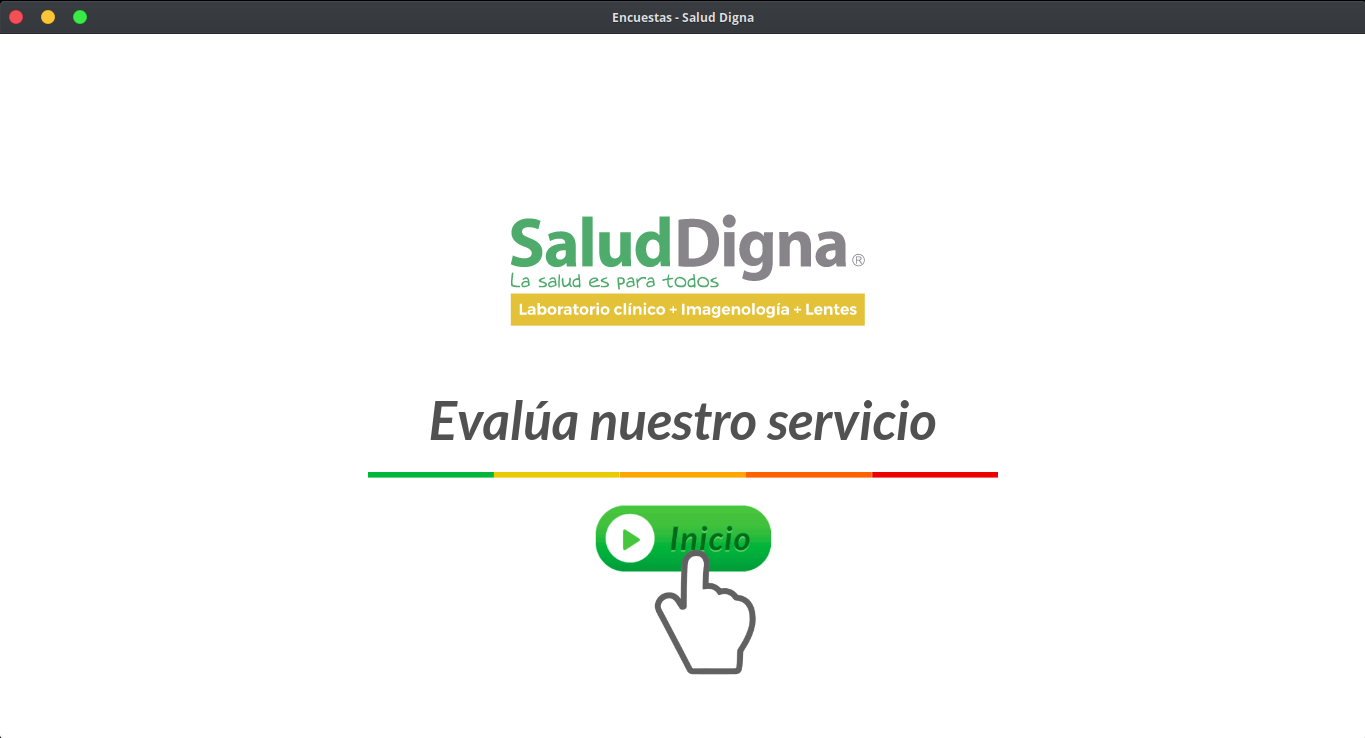 Encuestas - Salud Digna
SaludDigna®
La salud es para todos
Laboratorio clínico + Imagenología + Lentes
Evalúa nuestro servicio
Inicio